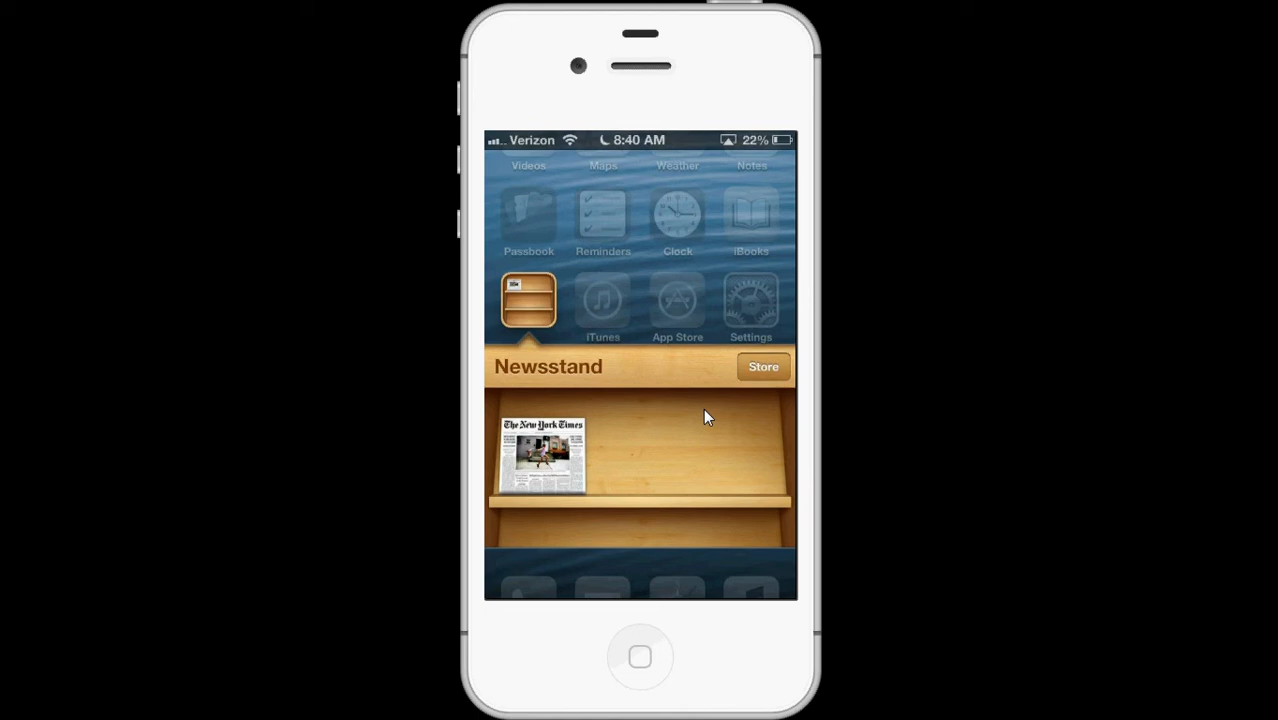 Verizon 8:40 AM 22%
Videos Maps Weather Notes
Passbook Reminders Clock iBooks
iTunes App Store Settings
Newsstand Store
The New York Times